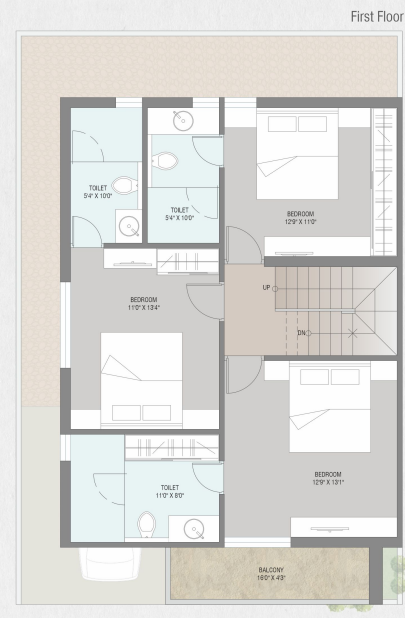 First Floor
TOILET
5'4" X 10'0"
TOILET
5'4" X 10'0"
BEDROOM
12'9" X 11'0"
UP
DN
BEDROOM
11'0" X 13'4"
BEDROOM
12'9" X 13'1"
TOILET
11'0" X 8'0"
BALCONY
16'0" X 4'3"